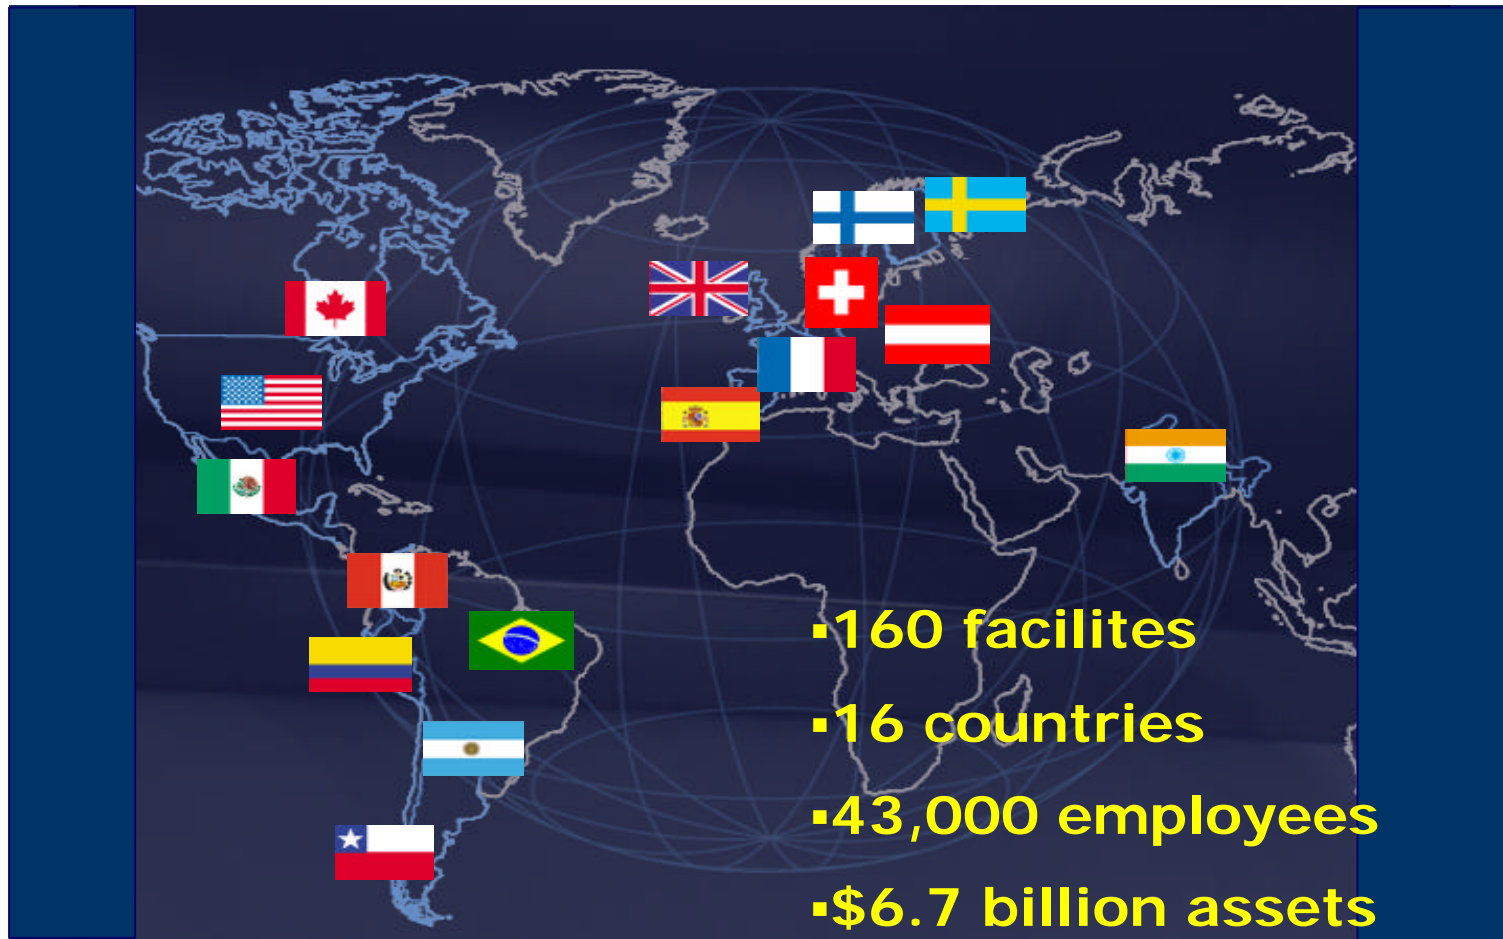 ▪160 facilites
▪16 countries
▪43,000 employees
▪$6.7 billion assets